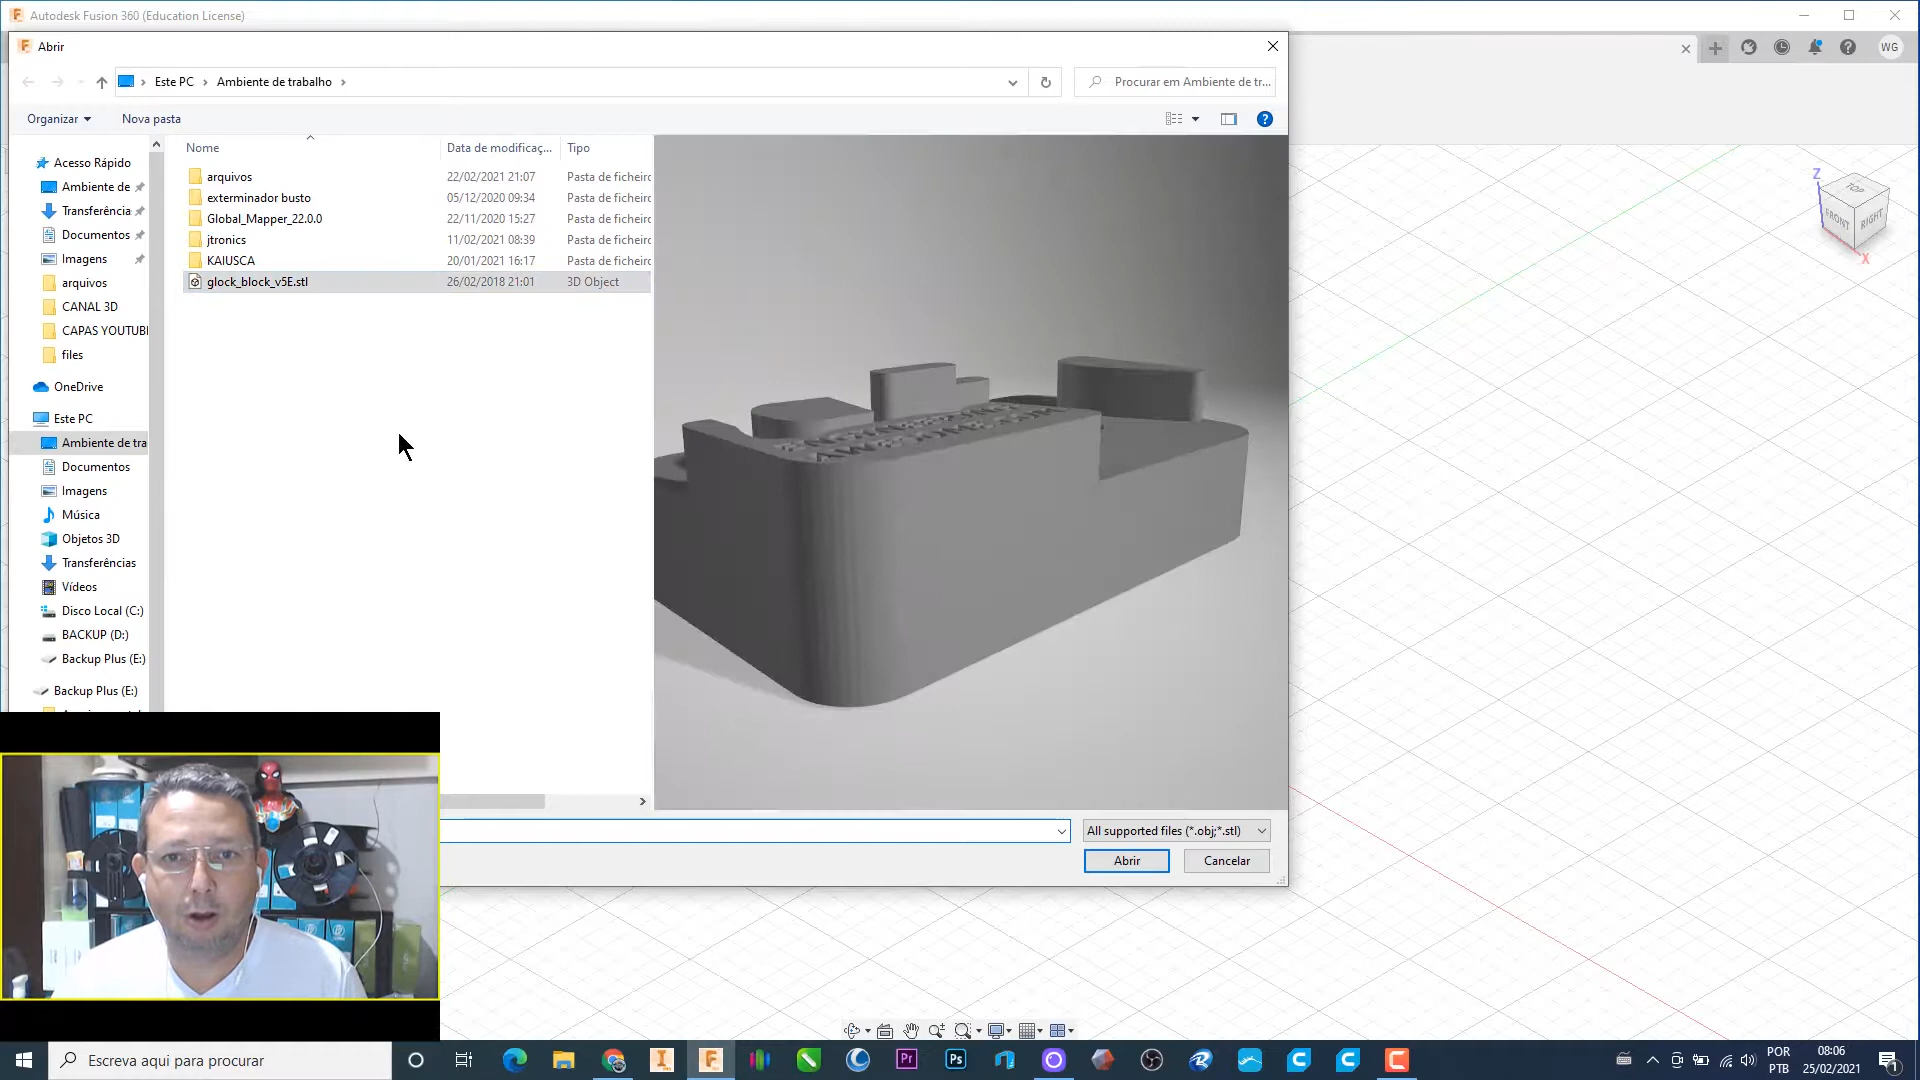 Autodesk Fusion 360 (Education License)
Abrir
WG
Este PC
Ambiente de trabalho
Procurar em Ambiente de tr...
Organizar
Nova pasta
Nome
Data de modificaç...
Tipo
Acesso Rápido
Ambiente de
Transferência
Documentos
Imagens
arquivos
CANAL 3D
CAPAS YOUTUBE
files
OneDrive
Este PC
Ambiente de tra
Documentos
Imagens
Música
Objetos 3D
Transferências
Vídeos
Disco Local (C:)
BACKUP (D:)
Backup Plus (E:)
Backup Plus (E:)
arquivos 22/02/2021 21:07 Pasta de ficheirc
exterminador busto 05/12/2020 09:34 Pasta de ficheirc
Global_Mapper_22.0.0 22/11/2020 15:27 Pasta de ficheirc
jtronics 11/02/2021 08:39 Pasta de ficheirc
KAIUSCA 20/01/2021 16:17 Pasta de ficheirc
glock_block_v5E.stl 26/02/2018 21:01 3D Object
Z
TOP
FRONT
RIGHT
X
All supported files (*.obj;*.stl)
Abrir
Cancelar
Escreva aqui para procurar
Pr
Ps
POR
PTB
08:06
25/02/2021
1